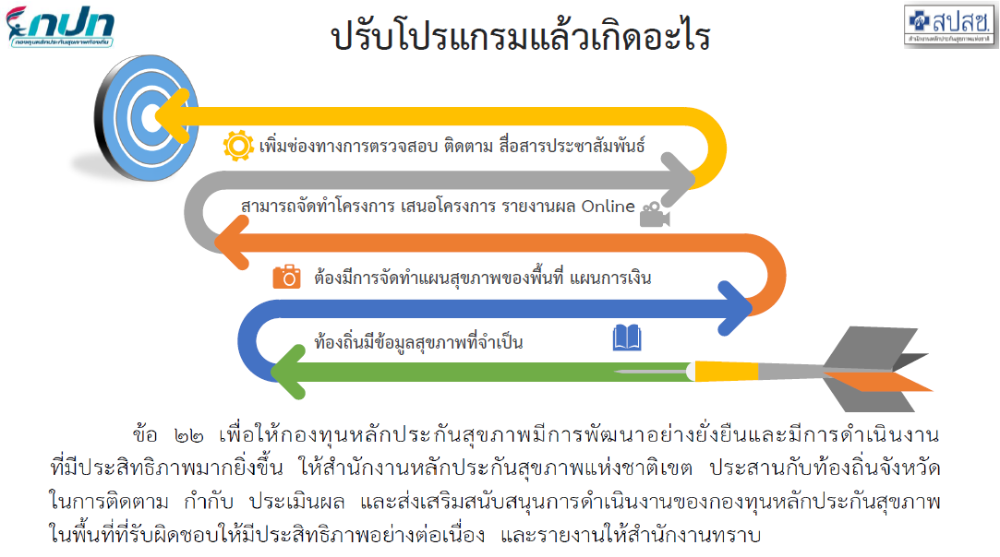 กปท
กองทุนหลักประกันสุขภาพท้องถิ่น
ปรับโปรแกรมแล้วเกิดอะไร
สปสช.
สำนักงานหลักประกันสุขภาพแห่งชาติ
เพิ่มช่องทางการตรวจสอบ ติดตาม สื่อสารประชาสัมพันธ์
สามารถจัดทำโครงการ เสนอโครงการ รายงานผล Online
ต้องมีการจัดทำแผนสุขภาพของพื้นที่ แผนการเงิน
ท้องถิ่นมีข้อมูลสุขภาพที่จำเป็น
ข้อ ๒๒ เพื่อให้กองทุนหลักประกันสุขภาพมีการพัฒนาอย่างยั่งยืนและมีการดำเนินงาน
ที่มีประสิทธิภาพมากยิ่งขึ้น ให้สำนักงานหลักประกันสุขภาพแห่งชาติเขต ประสานกับท้องถิ่นจังหวัด
ในการติดตาม กำกับ ประเมินผล และส่งเสริมสนับสนุนการดำเนินงานของกองทุนหลักประกันสุขภาพ
ในพื้นที่ที่รับผิดชอบให้มีประสิทธิภาพอย่างต่อเนื่อง และรายงานให้สำนักงานทราบ